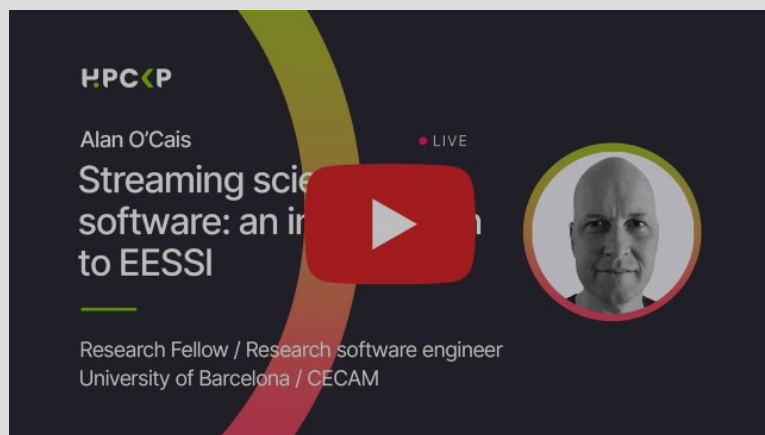 HPCKP
Alan O'Cais
LIVE
Streaming
software: an
to EESSI
Research Fellow / Research software engineer
University of Barcelona / CECAM